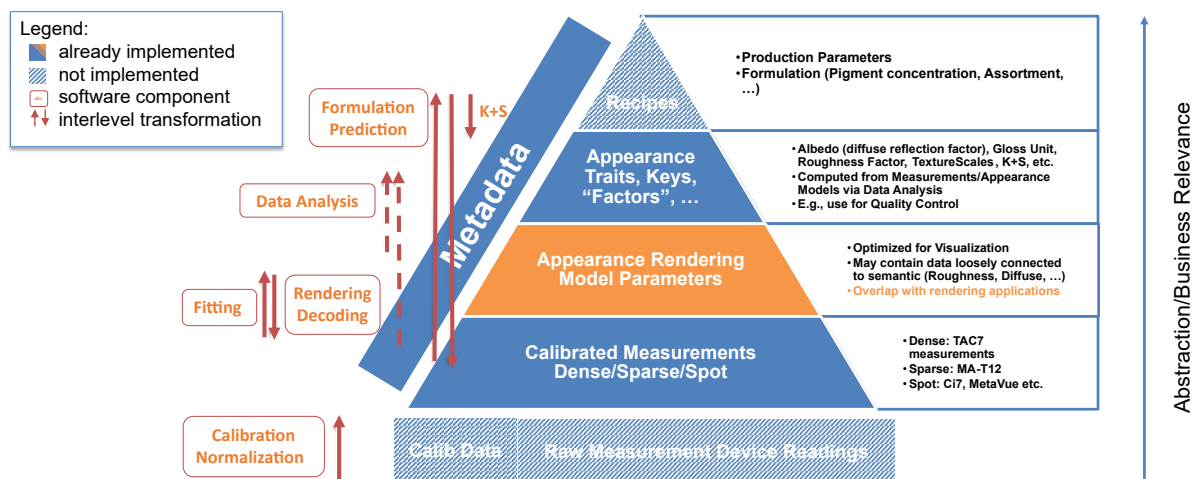 Legend:
already implemented
not implemented
abc software component
interlevel transformation
Formulation
Prediction
K+S
Data Analysis
Fitting
Rendering
Decoding
Calibration
Normalization
Metadata
Recipes
Appearance
Traits, Keys,
“Factors”, …
Appearance Rendering
Model Parameters
Calibrated Measurements
Dense/Sparse/Spot
Calib Data
Raw Measurement Device Readings
•Production Parameters
•Formulation (Pigment concentration, Assortment,
…)
•Albedo (diffuse reflection factor), Gloss Unit,
Roughness Factor, TextureScales, K+S, etc.
•Computed from Measurements/Appearance
Models via Data Analysis
•E.g., use for Quality Control
•Optimized for Visualization
•May contain data loosely connected
to semantic (Roughness, Diffuse, …)
•Overlap with rendering applications
• Dense: TAC7
measurements
• Sparse: MA-T12
• Spot: Ci7, MetaVue etc.
Abstraction/Business Relevance